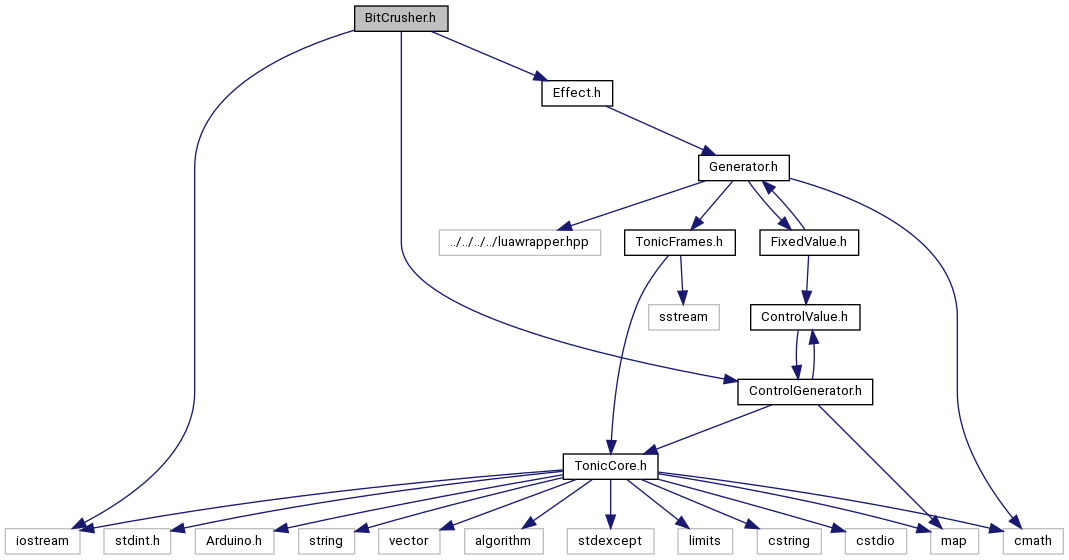 BitCrusher.h
Effect.h
Generator.h
../../../../luawrapper.hpp
TonicFrames.h
FixedValue.h
sstream
ControlValue.h
ControlGenerator.h
TonicCore.h
iostream
stdint.h
Arduino.h
string
vector
algorithm
stdexcept
limits
cstring
cstdio
map
cmath